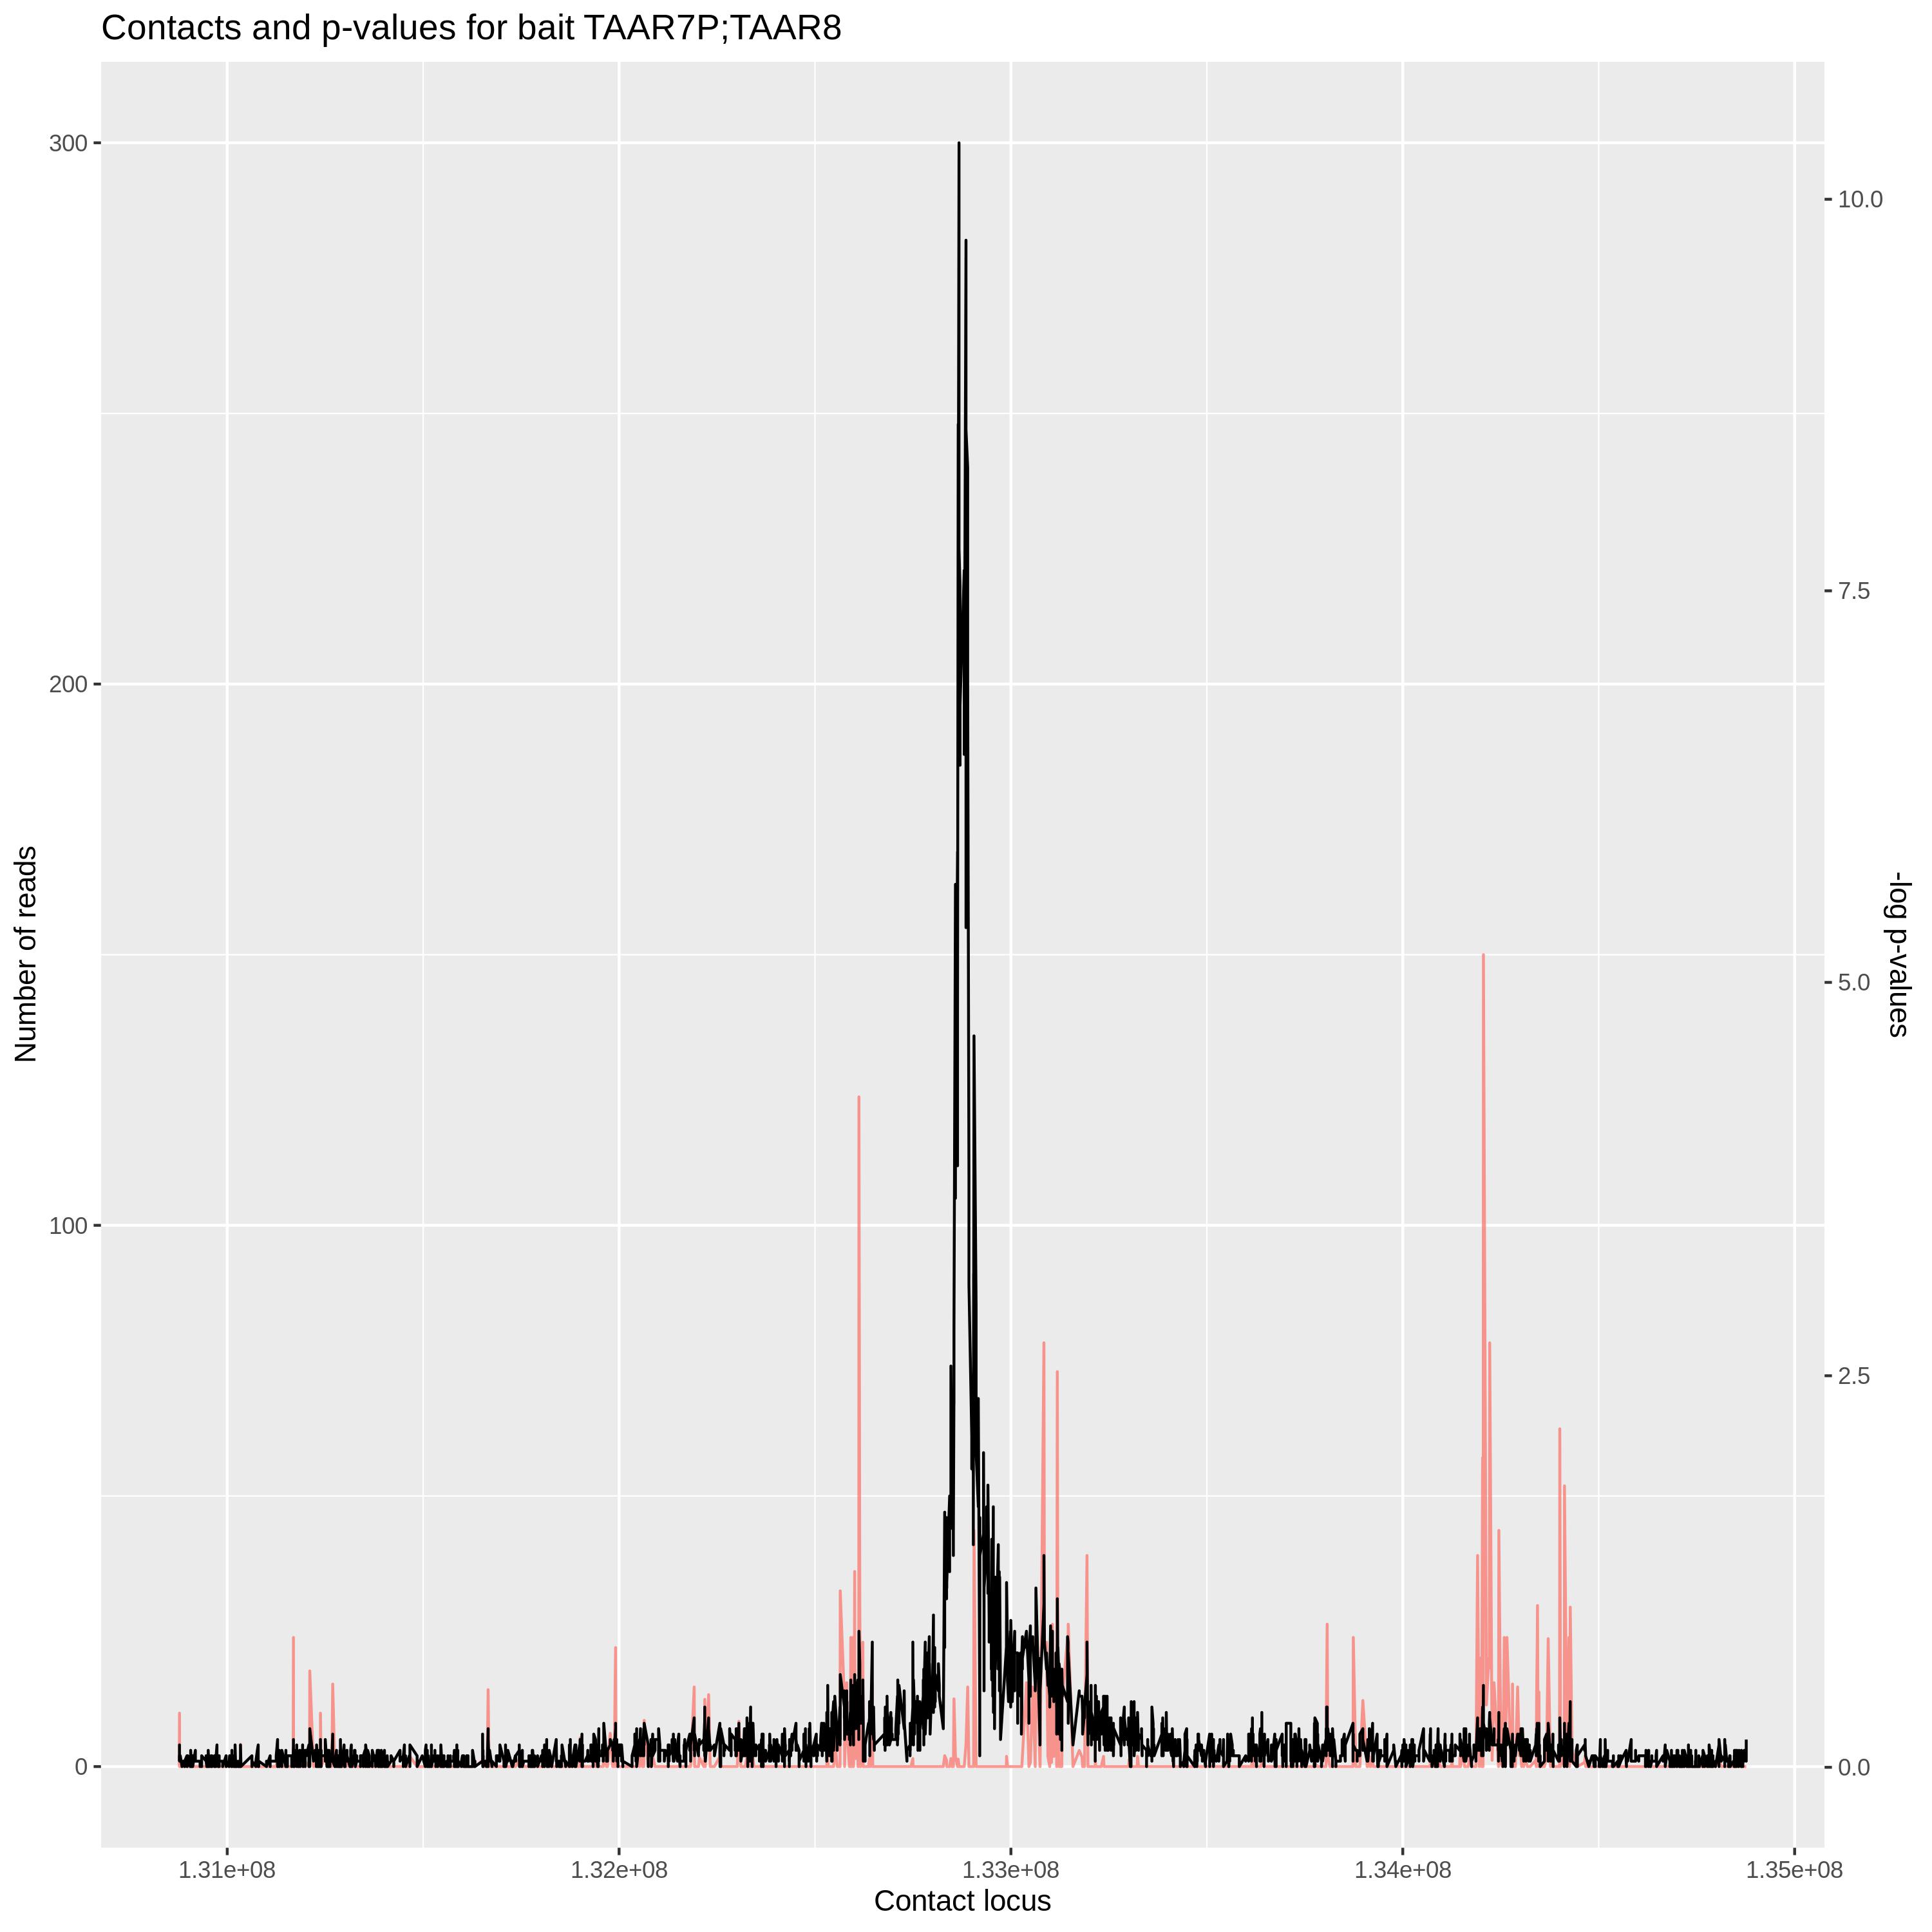 Contacts and p-values for bait TAAR7P;TAAR8
300
200
100
0
Number of reads
10.0
7.5
5.0
2.5
0.0
-log p-values
1.31e+08
1.32e+08
1.33e+08
1.34e+08
1.35e+08
Contact locus